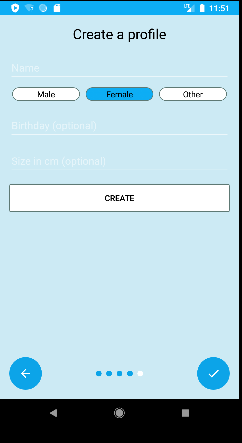 11:51
Create a profile
Name
Male Female Other
Birthday (optional)
Size in cm (optional)
CREATE